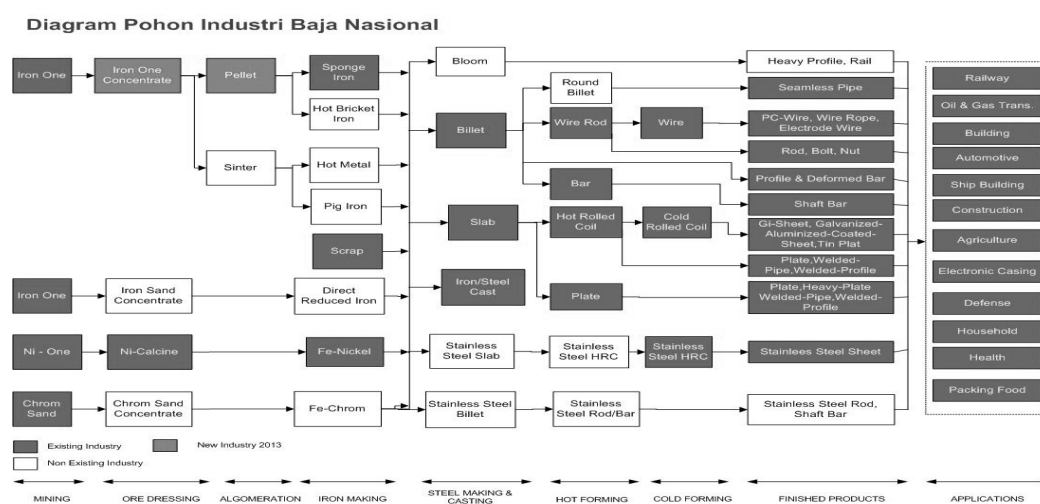 Diagram Pohon Industri Baja Nasional
Iron One
Iron One
Concentrate
Pellet
Sponge
Iron
Bloom
Heavy Profile, Rail
Hot Bricket
Iron
Billet
Round
Billet
Seamless Pipe
Wire Rod
Wire
PC-Wire, Wire Rope,
Electrode Wire
Rod, Bolt, Nut
Sinter
Hot Metal
Profile & Deformed Bar
Bar
Shaft Bar
Pig Iron
Slab
Hot Rolled
Coil
Cold
Rolled Coil
Gi-Sheet, Galvanized-
Aluminized-Coated-
Sheet,Tin Plat
Scrap
Plate,Welded-
Pipe,Welded-Profile
Iron One
Iron Sand
Concentrate
Direct
Reduced Iron
Iron/Steel
Cast
Plate
Plate,Heavy-Plate
Welded-Pipe,Welded-
Profile
Ni - One
Ni-Calcine
Fe-Nickel
Stainless
Steel Slab
Stainless
Steel HRC
Stainless
Steel HRC
Stainlees Steel Sheet
Chrom
Sand
Chrom Sand
Concentrate
Fe-Chrom
Stainless Steel
Billet
Stainless
Steel Rod/Bar
Stainless Steel Rod,
Shaft Bar
Railway
Oil & Gas Trans.
Building
Automotive
Ship Building
Construction
Agriculture
Electronic Casing
Defense
Household
Health
Packing Food
Existing Industry
New Industry 2013
Non Existing Industry
MINING
ORE DRESSING
ALGOMERATION
IRON MAKING
STEEL MAKING &
CASTING
HOT FORMING
COLD FORMING
FINISHED PRODUCTS
APPLICATIONS